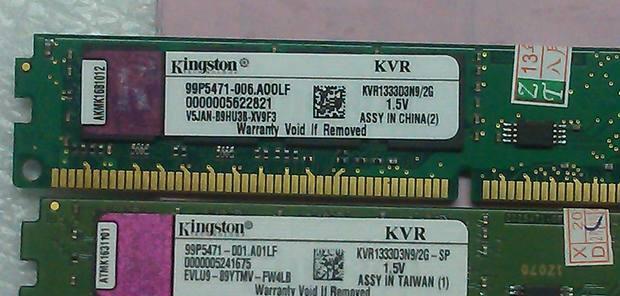 AKMK1681012
Kingston
KVR
99P5471-006.A00LF
0000005622821
V5JAN-B9HU3B-XV9F3
KVR1333D3N9/2G
1.5V
ASSY IN CHINA(2)
Warranty Void If Removed
ATMK1631Y01
Kingston
KVR
99P5471-001.A01LF
0000005241675
EVLU9-89YTMV-FW4LB
KVR1333D3N9/2G-SP
1.5V
ASSY IN TAIWAN (1)
Warranty Void If Removed
1Z070